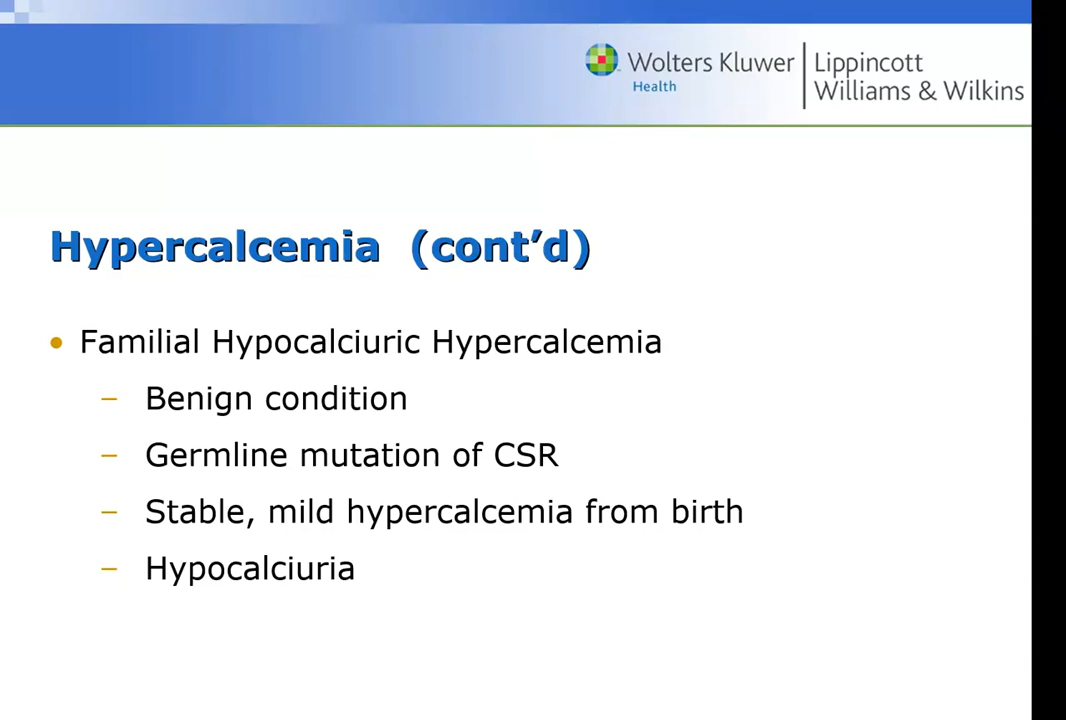 Wolters Kluwer
Health
Lippincott
Williams & Wilkins
Hypercalcemia (cont’d)
• Familial Hypocalciuric Hypercalcemia
– Benign condition
– Germline mutation of CSR
– Stable, mild hypercalcemia from birth
– Hypocalciuria